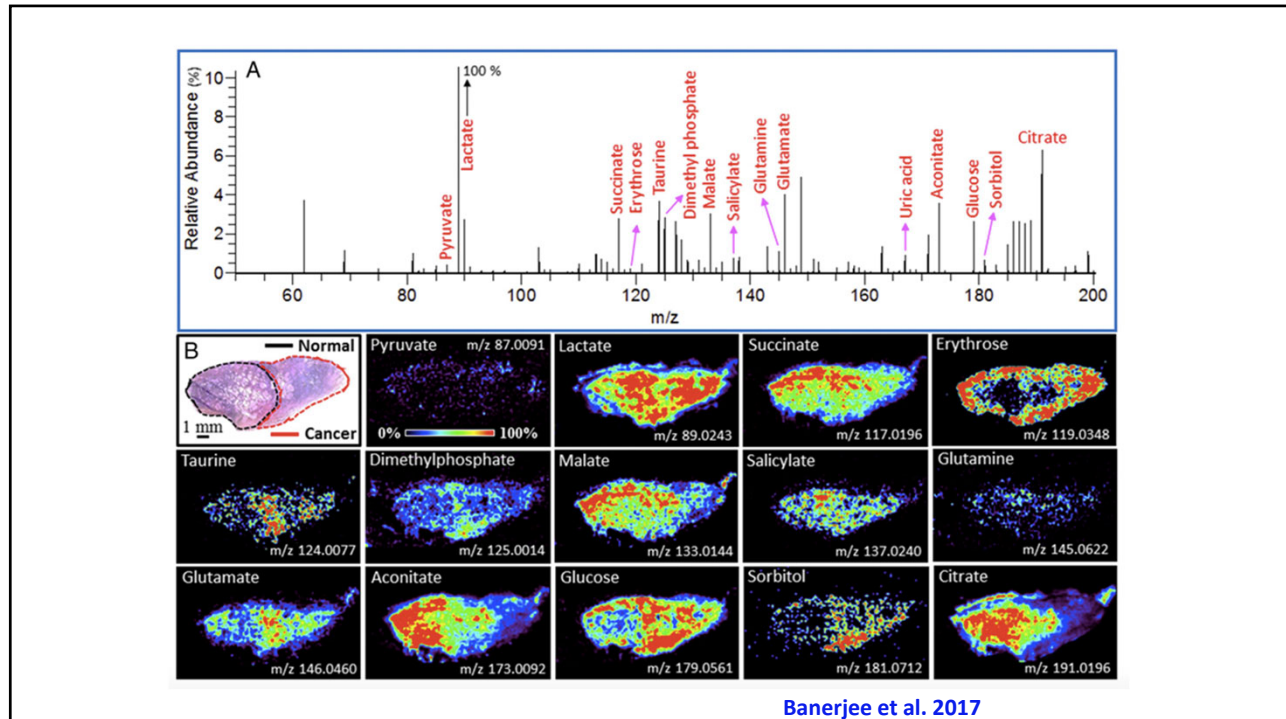 A
100 %
Relative Abundance (%)
10
8
6
4
2
0
Pyruvate
Lactate
Succinate
Erythrose
Taurine
Dimethyl phosphate
Malate
Salicylate
Glutamine
Glutamate
Uric acid
Aconitate
Glucose
Sorbitol
Citrate
60 80 100 120 140 160 180 200
m/z
B
Normal
1 mm
Cancer
Pyruvate m/z 87.0091
0% 100%
Lactate
m/z 89.0243
Succinate
m/z 117.0196
Erythrose
m/z 119.0348
Taurine
m/z 124.0077
Dimethylphosphate
m/z 125.0014
Malate
m/z 133.0144
Salicylate
m/z 137.0240
Glutamine
m/z 145.0622
Glutamate
m/z 146.0460
Aconitate
m/z 173.0092
Glucose
m/z 179.0561
Sorbitol
m/z 181.0712
Citrate
m/z 191.0196
Banerjee et al. 2017